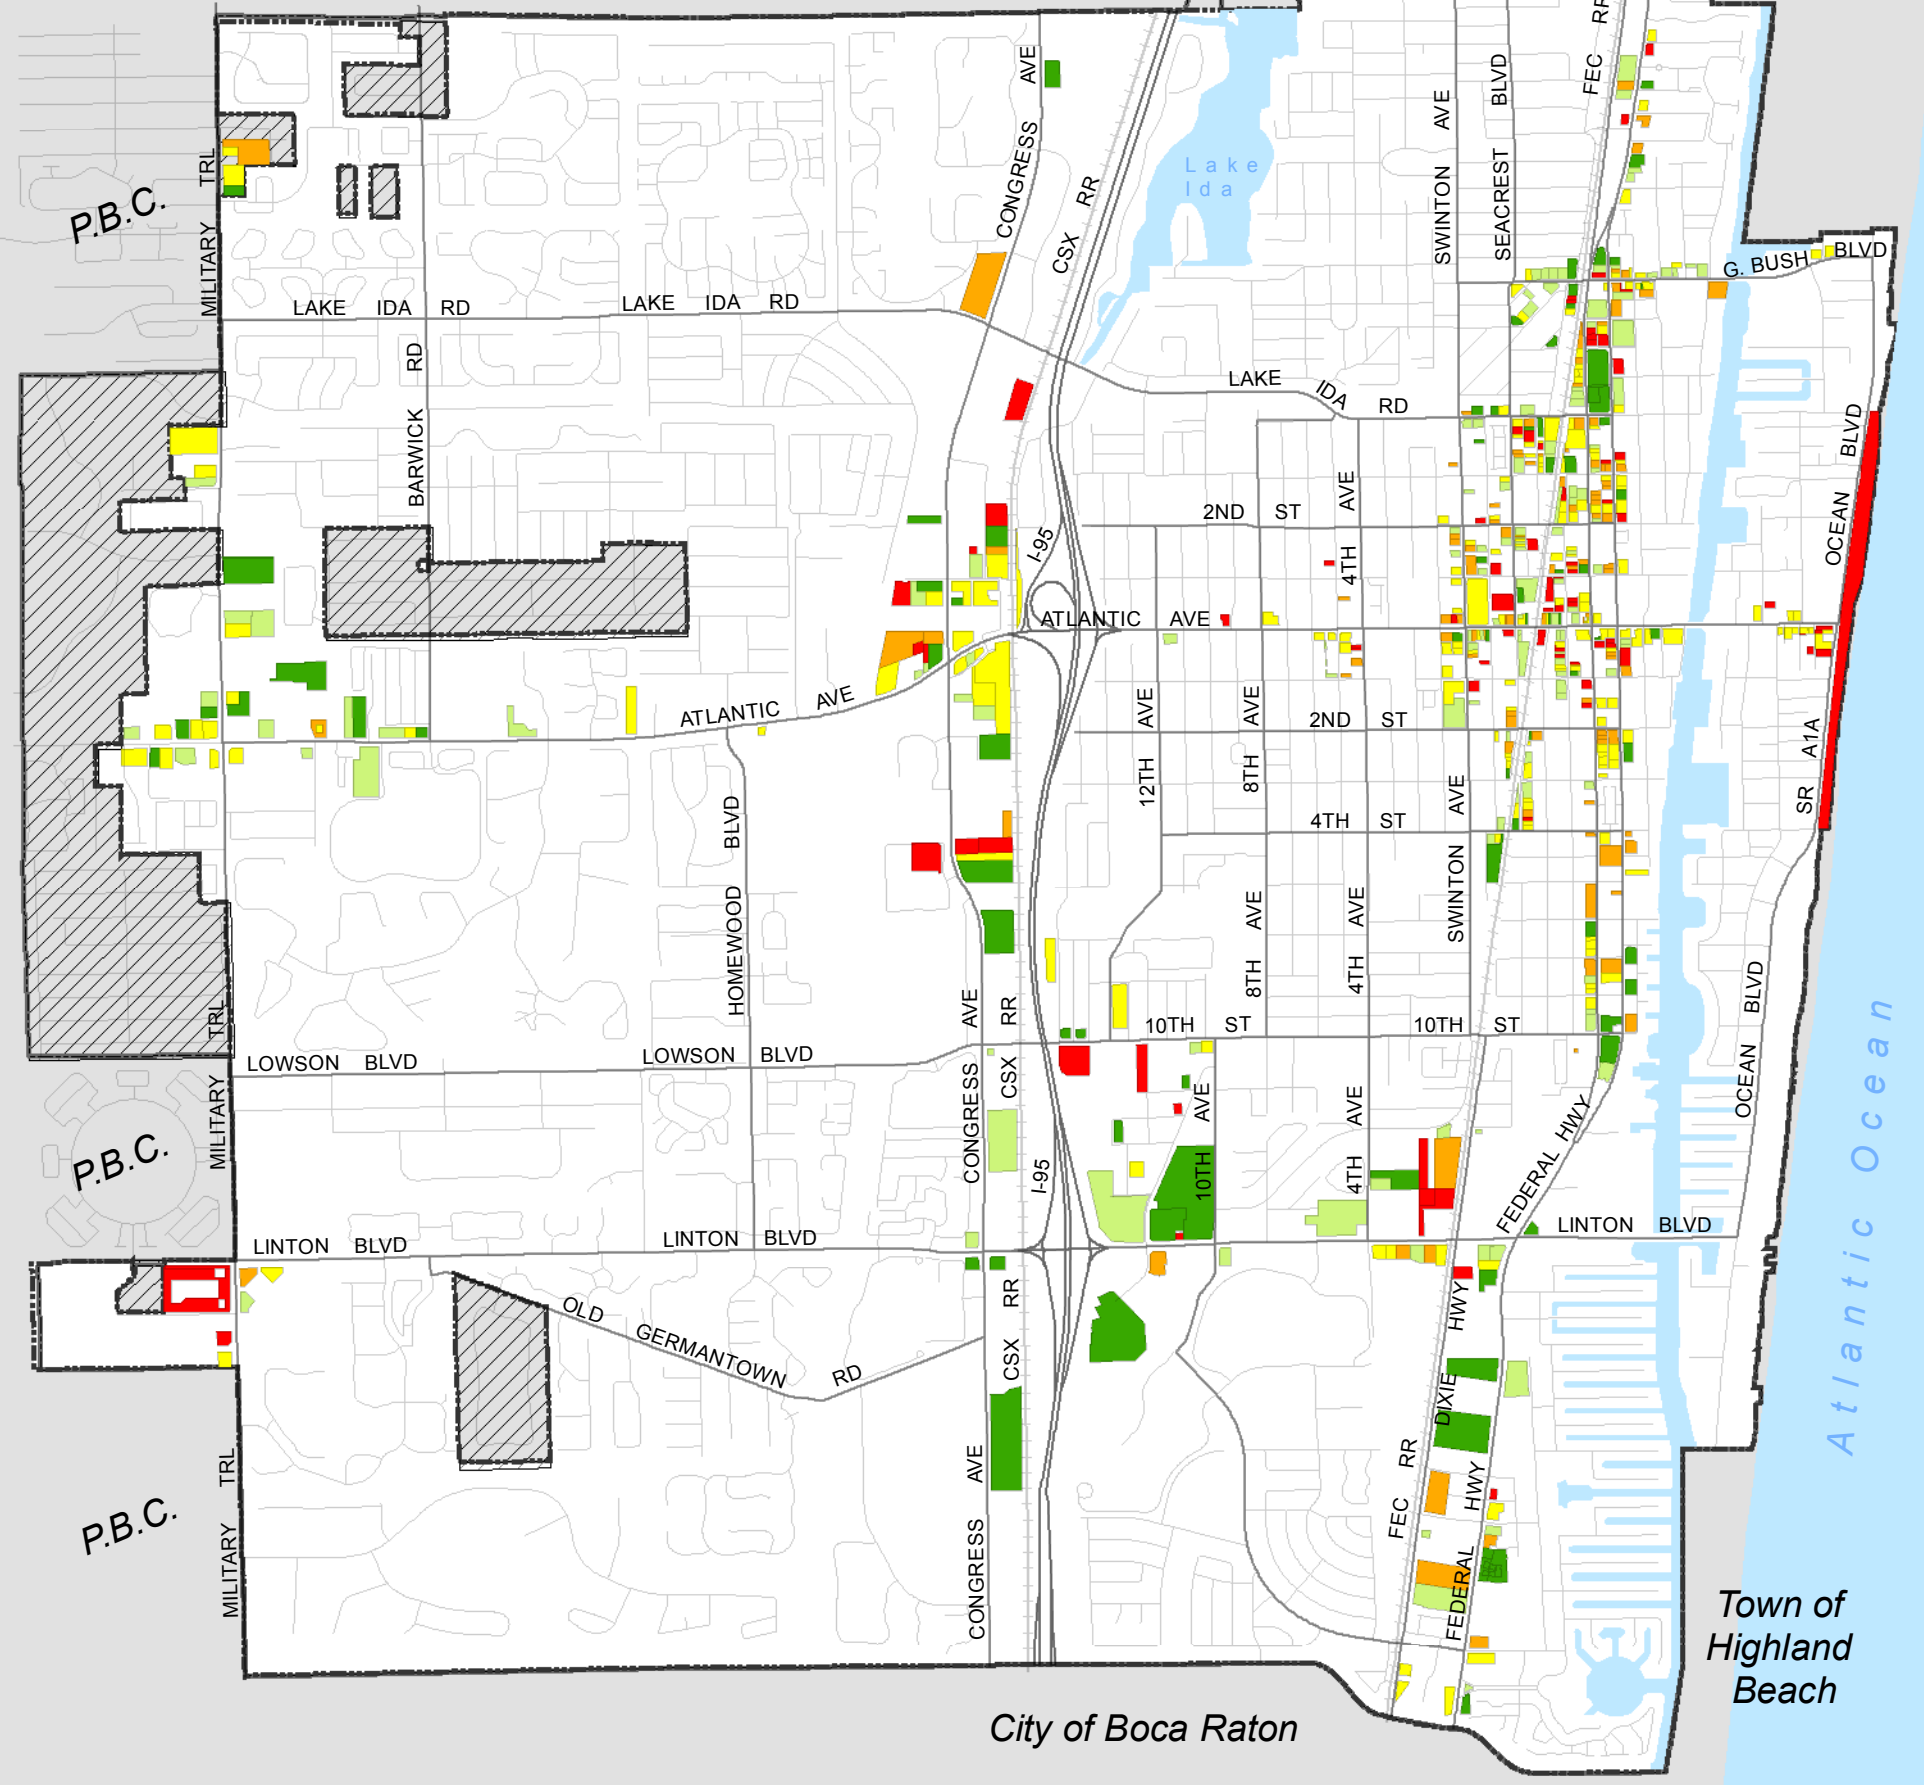 RR
FEC
AVE
CONGRESS
CSX RR
Lake
Ida
SWINTON AVE
SEACREST BLVD
P.B.C.
MILITARY TRL
G. BUSH BLVD
LAKE IDA RD
LAKE IDA RD
BARWICK RD
LAKE IDA RD
OCEAN BLVD
2ND ST
4TH AVE
I-95
ATLANTIC AVE
ATLANTIC AVE
12TH AVE
8TH AVE
2ND ST
SR A1A
HOMEWOOD BLVD
4TH ST
SWINTON AVE
8TH AVE
4TH AVE
10TH ST
10TH ST
OCEAN BLVD
CONGRESS AVE
CSX RR
LOWSON BLVD
LOWSON BLVD
MILITARY TRL
P.B.C.
I-95
10TH AVE
4TH AVE
FEDERAL HWY
LINTON BLVD
LINTON BLVD
LINTON BLVD
Atlantic Ocean
OLD GERMANTOWN RD
CSX RR
DIXIE HWY
FEC RR
FEDERAL HWY
CONGRESS AVE
MILITARY TRL
P.B.C.
Town of
Highland
Beach
City of Boca Raton